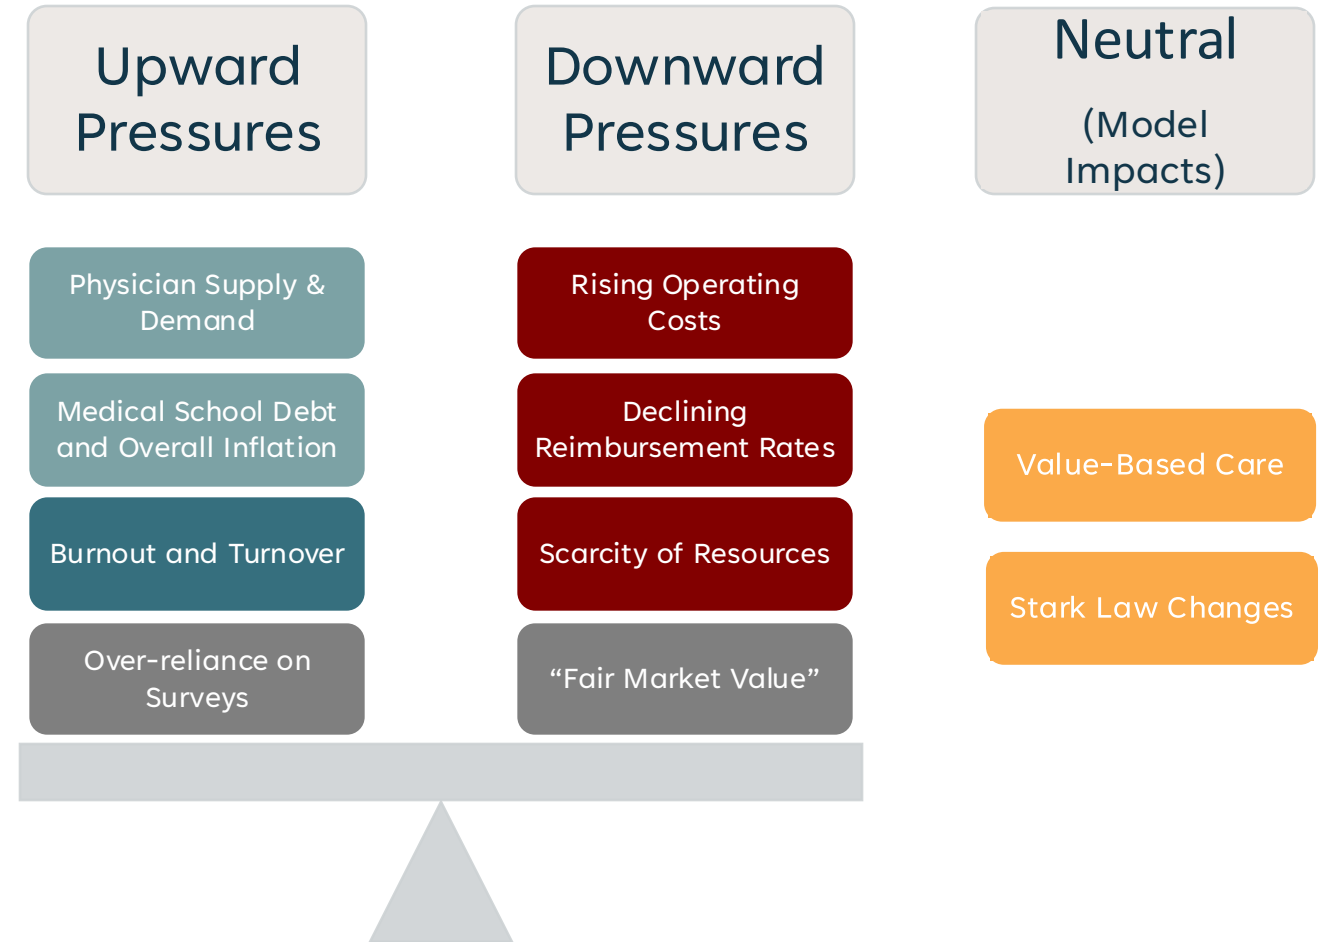 Upward
Pressures
Downward
Pressures
Neutral
(Model
Impacts)
Physician Supply &
Demand
Medical School Debt
and Overall Inflation
Burnout and Turnover
Over-reliance on
Surveys
Rising Operating
Costs
Declining
Reimbursement Rates
Scarcity of Resources
“Fair Market Value”
Value-Based Care
Stark Law Changes